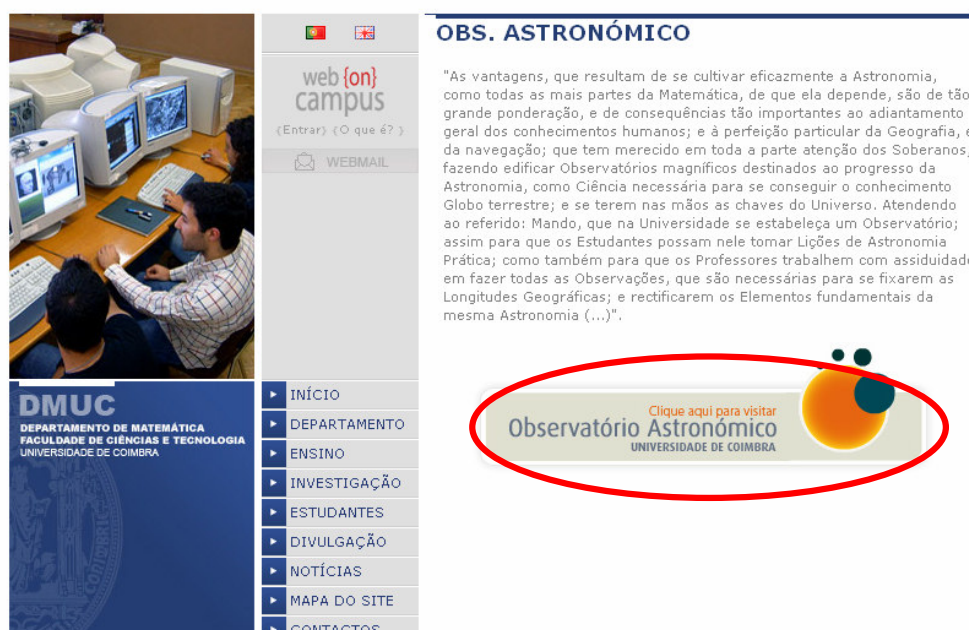 web {on}
campus
{Entrar} {O que é? }
WEBMAIL
DMUC
DEPARTAMENTO DE MATEMÁTICA
FACULDADE DE CIÊNCIAS E TECNOLOGIA
UNIVERSIDADE DE COIMBRA
INÍCIO
DEPARTAMENTO
ENSINO
INVESTIGAÇÃO
ESTUDANTES
DIVULGAÇÃO
NOTÍCIAS
MAPA DO SITE
CONTACTOS
OBS. ASTRONÓMICO
"As vantagens, que resultam de se cultivar eficazmente a Astronomia,
como todas as mais partes da Matemática, de que ela depende, são de tão
grande ponderação, e de consequências tão importantes ao adiantamento
geral dos conhecimentos humanos; e à perfeição particular da Geografia, e
da navegação; que tem merecido em toda a parte atenção dos Soberanos,
fazendo edificar Observatórios magníficos destinados ao progresso da
Astronomia, como Ciência necessária para se conseguir o conhecimento
Globo terrestre; e se terem nas mãos as chaves do Universo. Atendendo
ao referido: Mando, que na Universidade se estabeleça um Observatório;
assim para que os Estudantes possam nele tomar Lições de Astronomia
Prática; como também para que os Professores trabalhem com assiduidade
em fazer todas as Observações, que são necessárias para se fixarem as
Longitudes Geográficas; e rectificarem os Elementos fundamentais da
mesma Astronomia (...)".
Clique aqui para visitar
Observatório Astronómico
UNIVERSIDADE DE COIMBRA